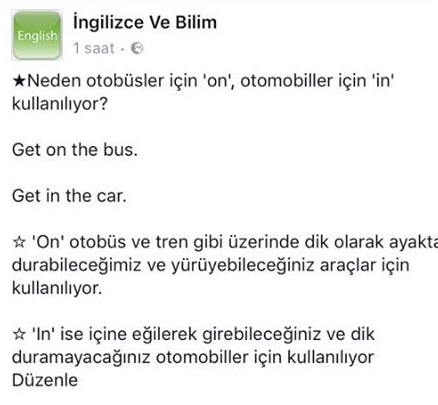 English
İngilizce Ve Bilim
1 saat ·
★Neden otobüsler için 'on', otomobiller için 'in'
kullanılıyor?
Get on the bus.
Get in the car.
☆ 'On' otobüs ve tren gibi üzerinde dik olarak ayakta
durabileceğimiz ve yürüyebileceğiniz araçlar için
kullanılıyor.
☆ 'In' ise içine eğilerek girebileceğiniz ve dik
duramayacağınız otomobiller için kullanılıyor
Düzenle